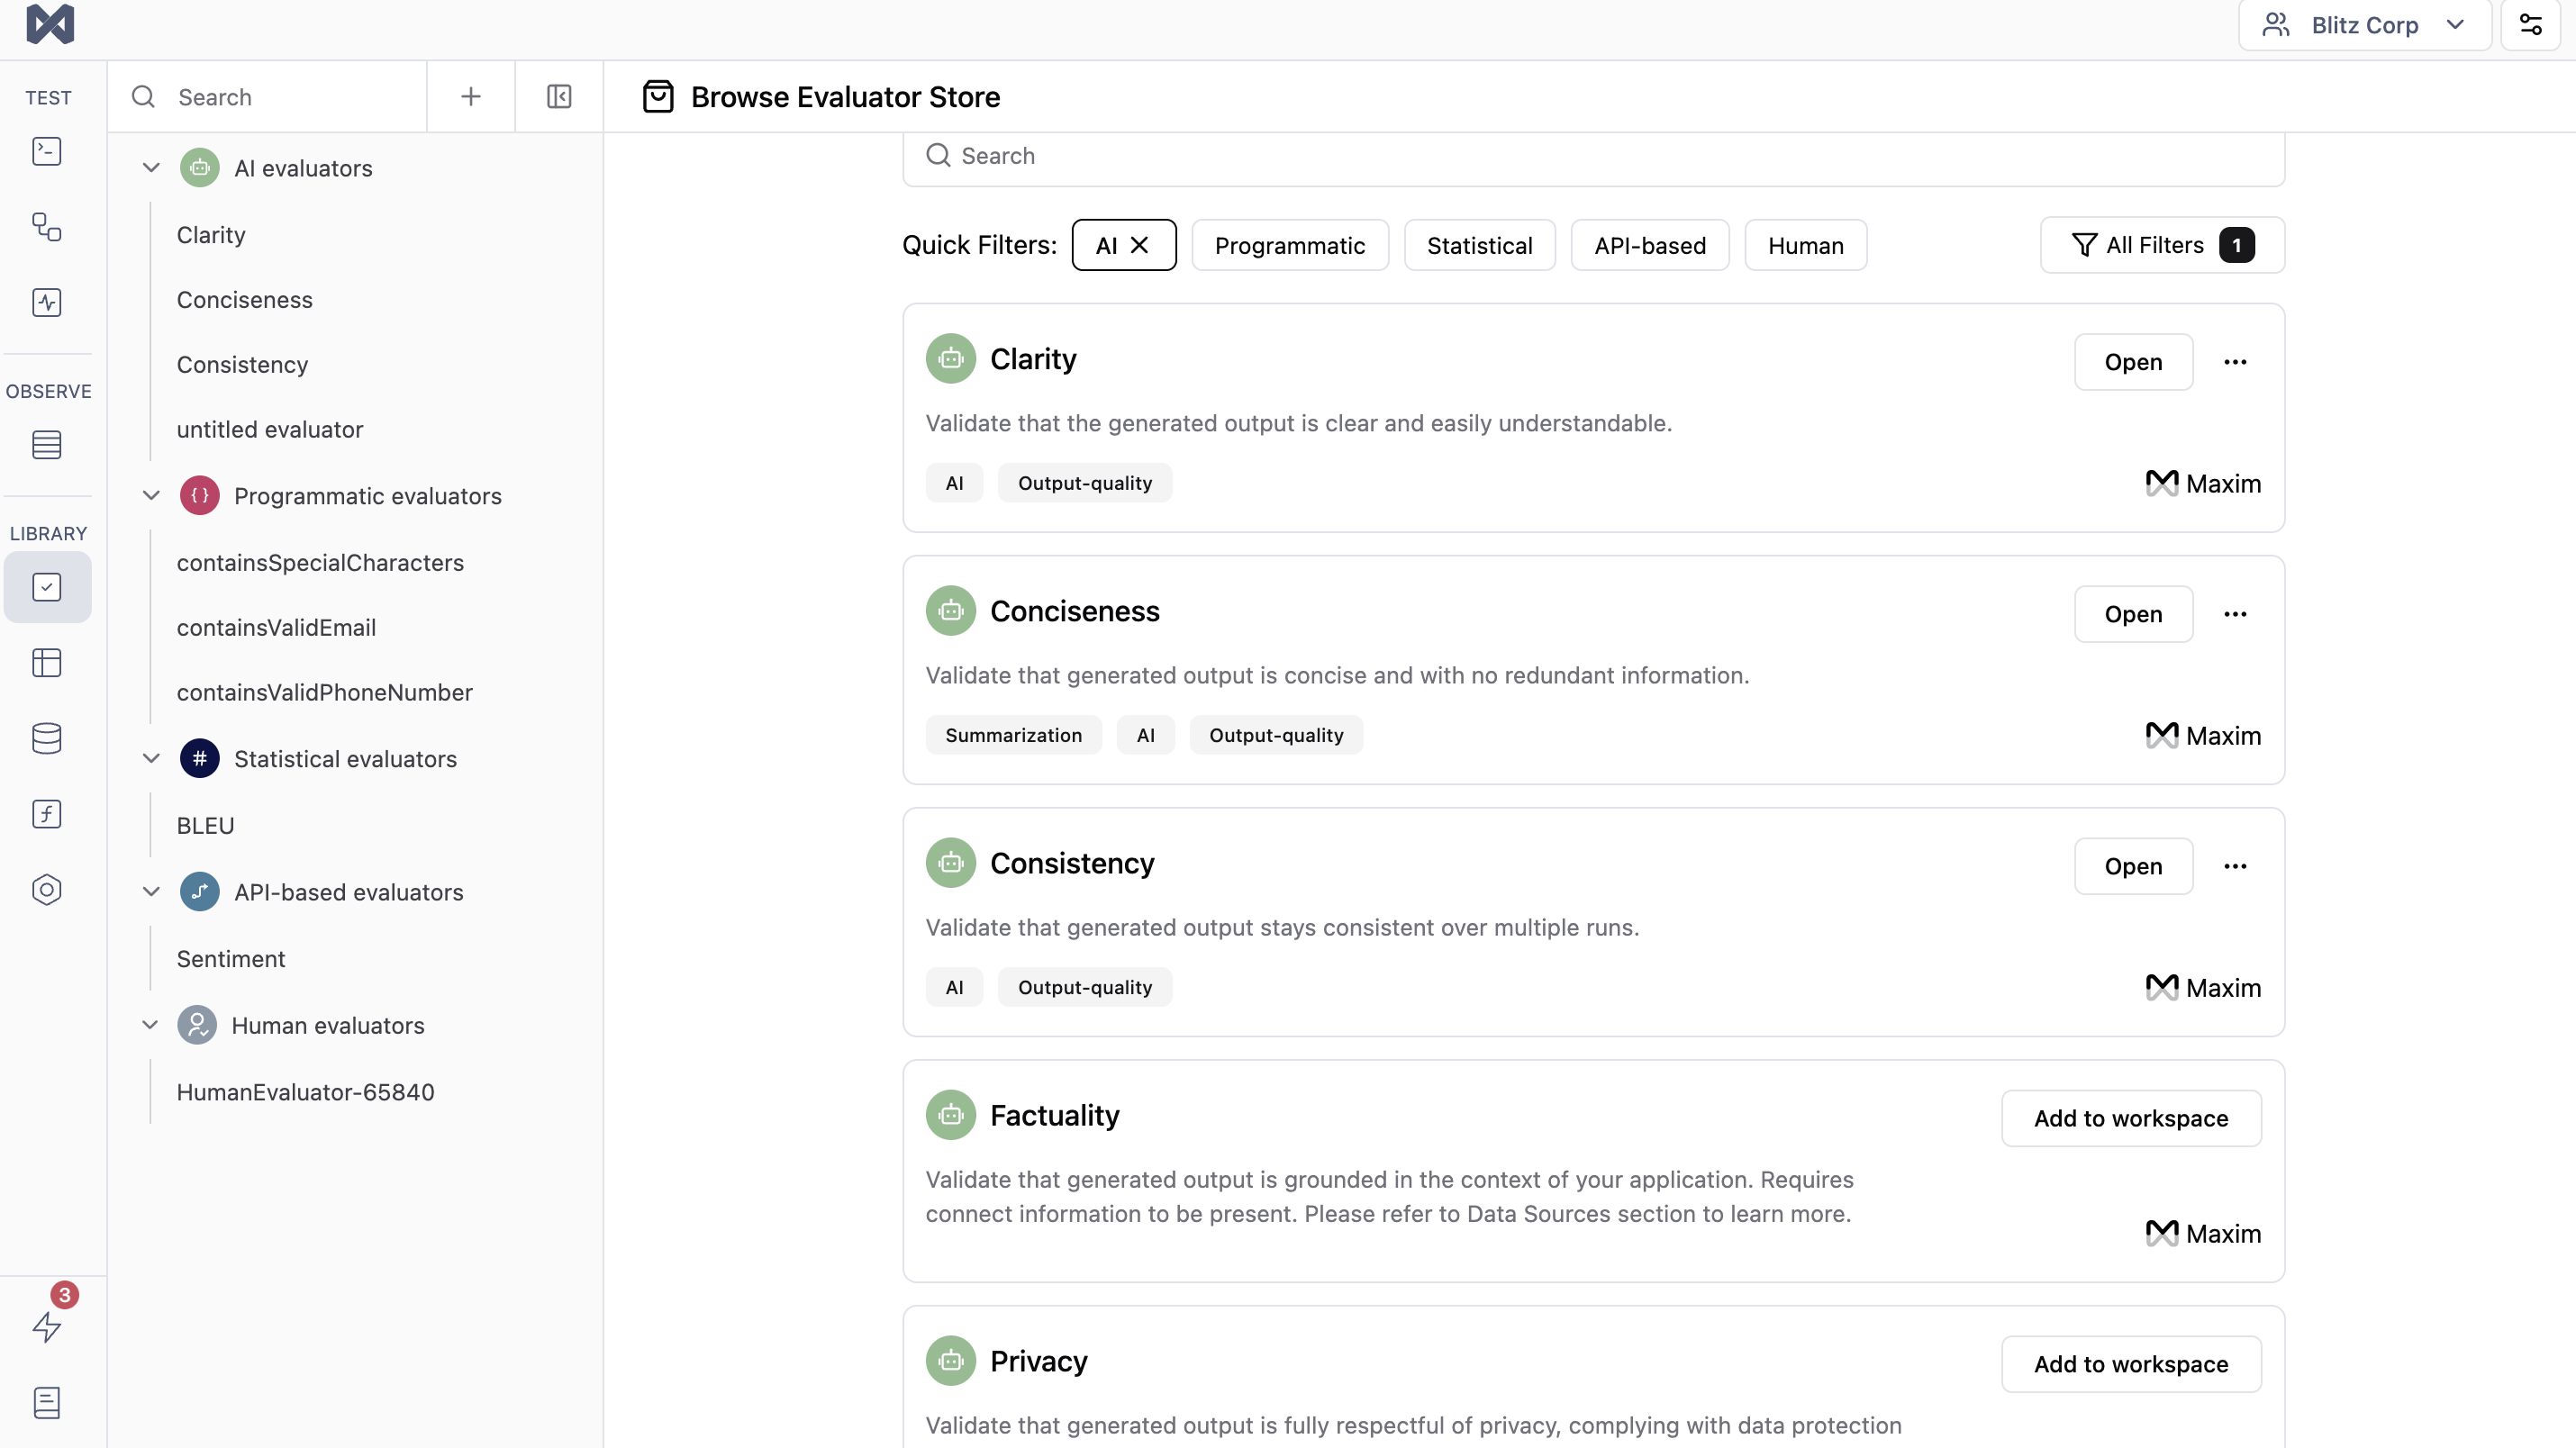 Blitz Corp
TEST
OBSERVE
LIBRARY
3
Search
AI evaluators
Clarity
Conciseness
Consistency
untitled evaluator
{ } Programmatic evaluators
containsSpecialCharacters
containsValidEmail
containsValidPhoneNumber
# Statistical evaluators
BLEU
API-based evaluators
Sentiment
Human evaluators
HumanEvaluator-65840
Browse Evaluator Store
Search
Quick Filters: AI Programmatic Statistical API-based Human All Filters 1
Clarity
Open
Validate that the generated output is clear and easily understandable.
AI Output-quality
Maxim
Conciseness
Open
Validate that generated output is concise and with no redundant information.
Summarization AI Output-quality
Maxim
Consistency
Open
Validate that generated output stays consistent over multiple runs.
AI Output-quality
Maxim
Factuality
Add to workspace
Validate that generated output is grounded in the context of your application. Requires
connect information to be present. Please refer to Data Sources section to learn more.
Maxim
Privacy
Add to workspace
Validate that generated output is fully respectful of privacy, complying with data protection